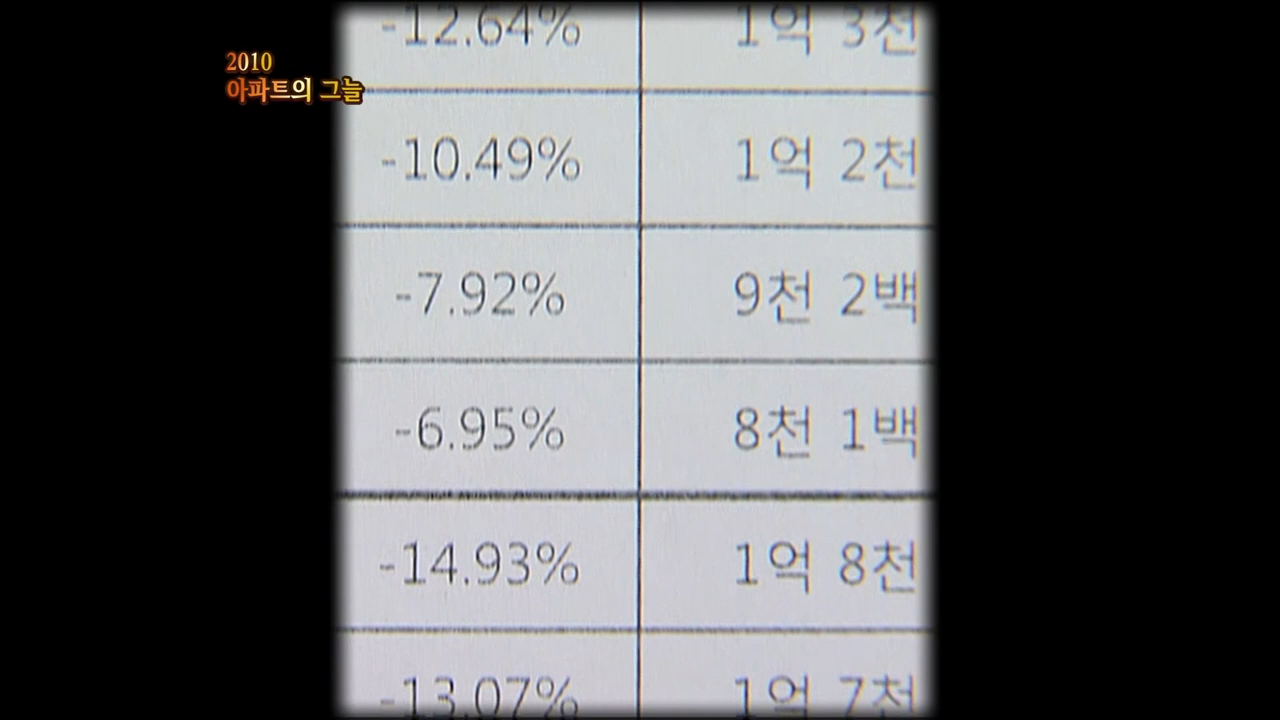 2010
아파트의 그늘
-12.64% 1억 3천
-10.49% 1억 2천
-7.92% 9천 2백
-6.95% 8천 1백
-14.93% 1억 8천
-13.07% 1억 7천